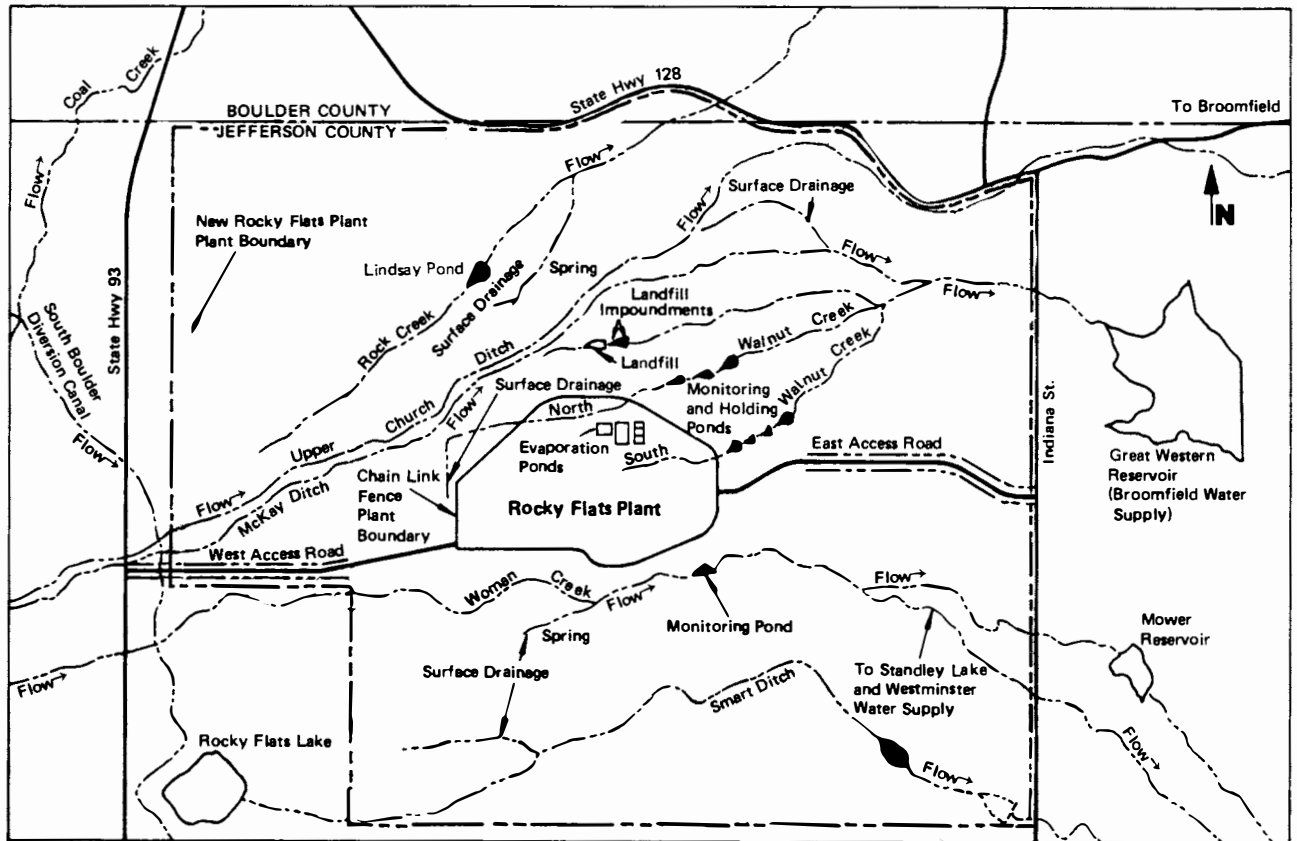 Coal Creek
State Hwy 128
BOULDER COUNTY
JEFFERSON COUNTY
To Broomfield
Flow
Flow
Surface Drainage
N
New Rocky Flats Plant
Plant Boundary
Flow
Flow
Lindsay Pond
Spring
Surface Drainage
State Hwy 93
Landfill
Impoundments
Flow
South Boulder
Diversion Canal
Rock Creek
Ditch
Landfill
Walnut Creek
Surface Drainage
Walnut Creek
Monitoring
and Holding
Ponds
North
Flow
Upper Church
Indiana St.
Flow
Evaporation
Ponds
South
East Access Road
Great Western
Reservoir
(Broomfield Water
Supply)
Chain Link
Fence
Plant
Boundary
Flow
McKay Ditch
Rocky Flats Plant
West Access Road
Woman Creek
Flow
Flow
Monitoring Pond
Spring
Mower
Reservoir
Flow
Surface Drainage
To Standley Lake
and Westminster
Water Supply
Smart Ditch
Rocky Flats Lake
Flow
Flow